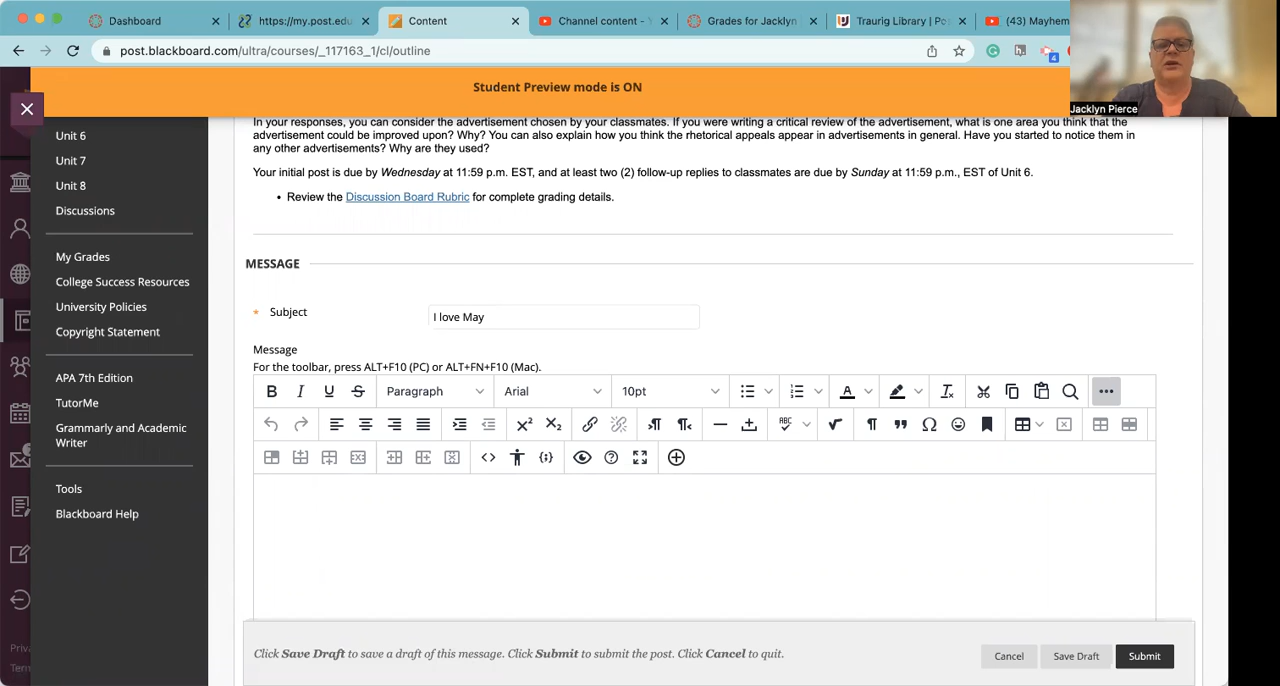 Dashboard
https://my.post.edu
Content
Channel content - Y
Grades for Jacklyn
Traurig Library | Po
(43) Mayhem
post.blackboard.com/ultra/courses/_117163_1/cl/outline
4
Student Preview mode is ON
Jacklyn Pierce
Unit 6
Unit 7
Unit 8
Discussions
My Grades
College Success Resources
University Policies
Copyright Statement
APA 7th Edition
TutorMe
Grammarly and Academic
Writer
Tools
Blackboard Help
Priva
Term
In your responses, you can consider the advertisement chosen by your classmates. If you were writing a critical review of the advertisement, what is one area you think that the
advertisement could be improved upon? Why? You can also explain how you think the rhetorical appeals appear in advertisements in general. Have you started to notice them in
any other advertisements? Why are they used?
Your initial post is due by Wednesday at 11:59 p.m. EST, and at least two (2) follow-up replies to classmates are due by Sunday at 11:59 p.m., EST of Unit 6.
• Review the Discussion Board Rubric for complete grading details.
MESSAGE
* Subject
I love May
Message
For the toolbar, press ALT+F10 (PC) or ALT+FN+F10 (Mac).
B I U S Paragraph Arial 10pt A
X² X₂ ABC
Click Save Draft to save a draft of this message. Click Submit to submit the post. Click Cancel to quit.
Cancel Save Draft Submit